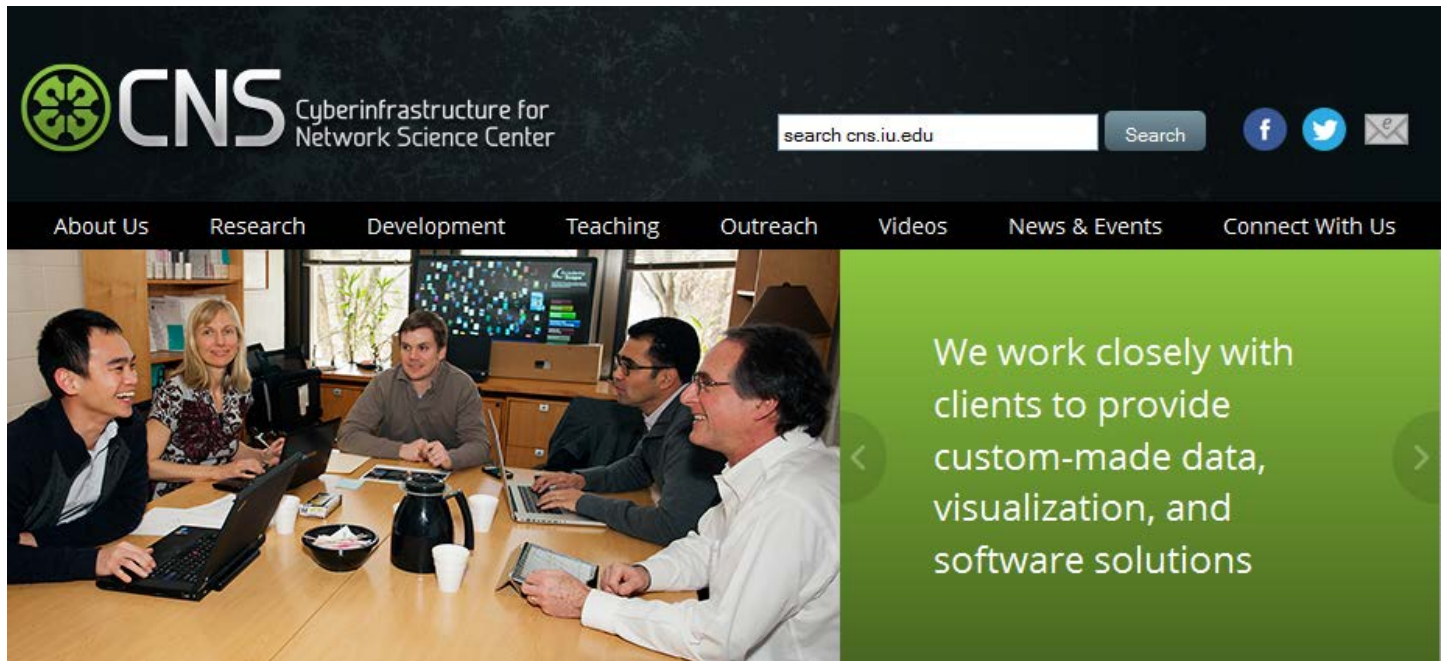 CNS
Cyberinfrastructure for
Network Science Center
search cns.iu.edu
Search
About Us Research Development Teaching Outreach Videos News & Events Connect With Us
We work closely with
clients to provide
custom-made data,
visualization, and
software solutions